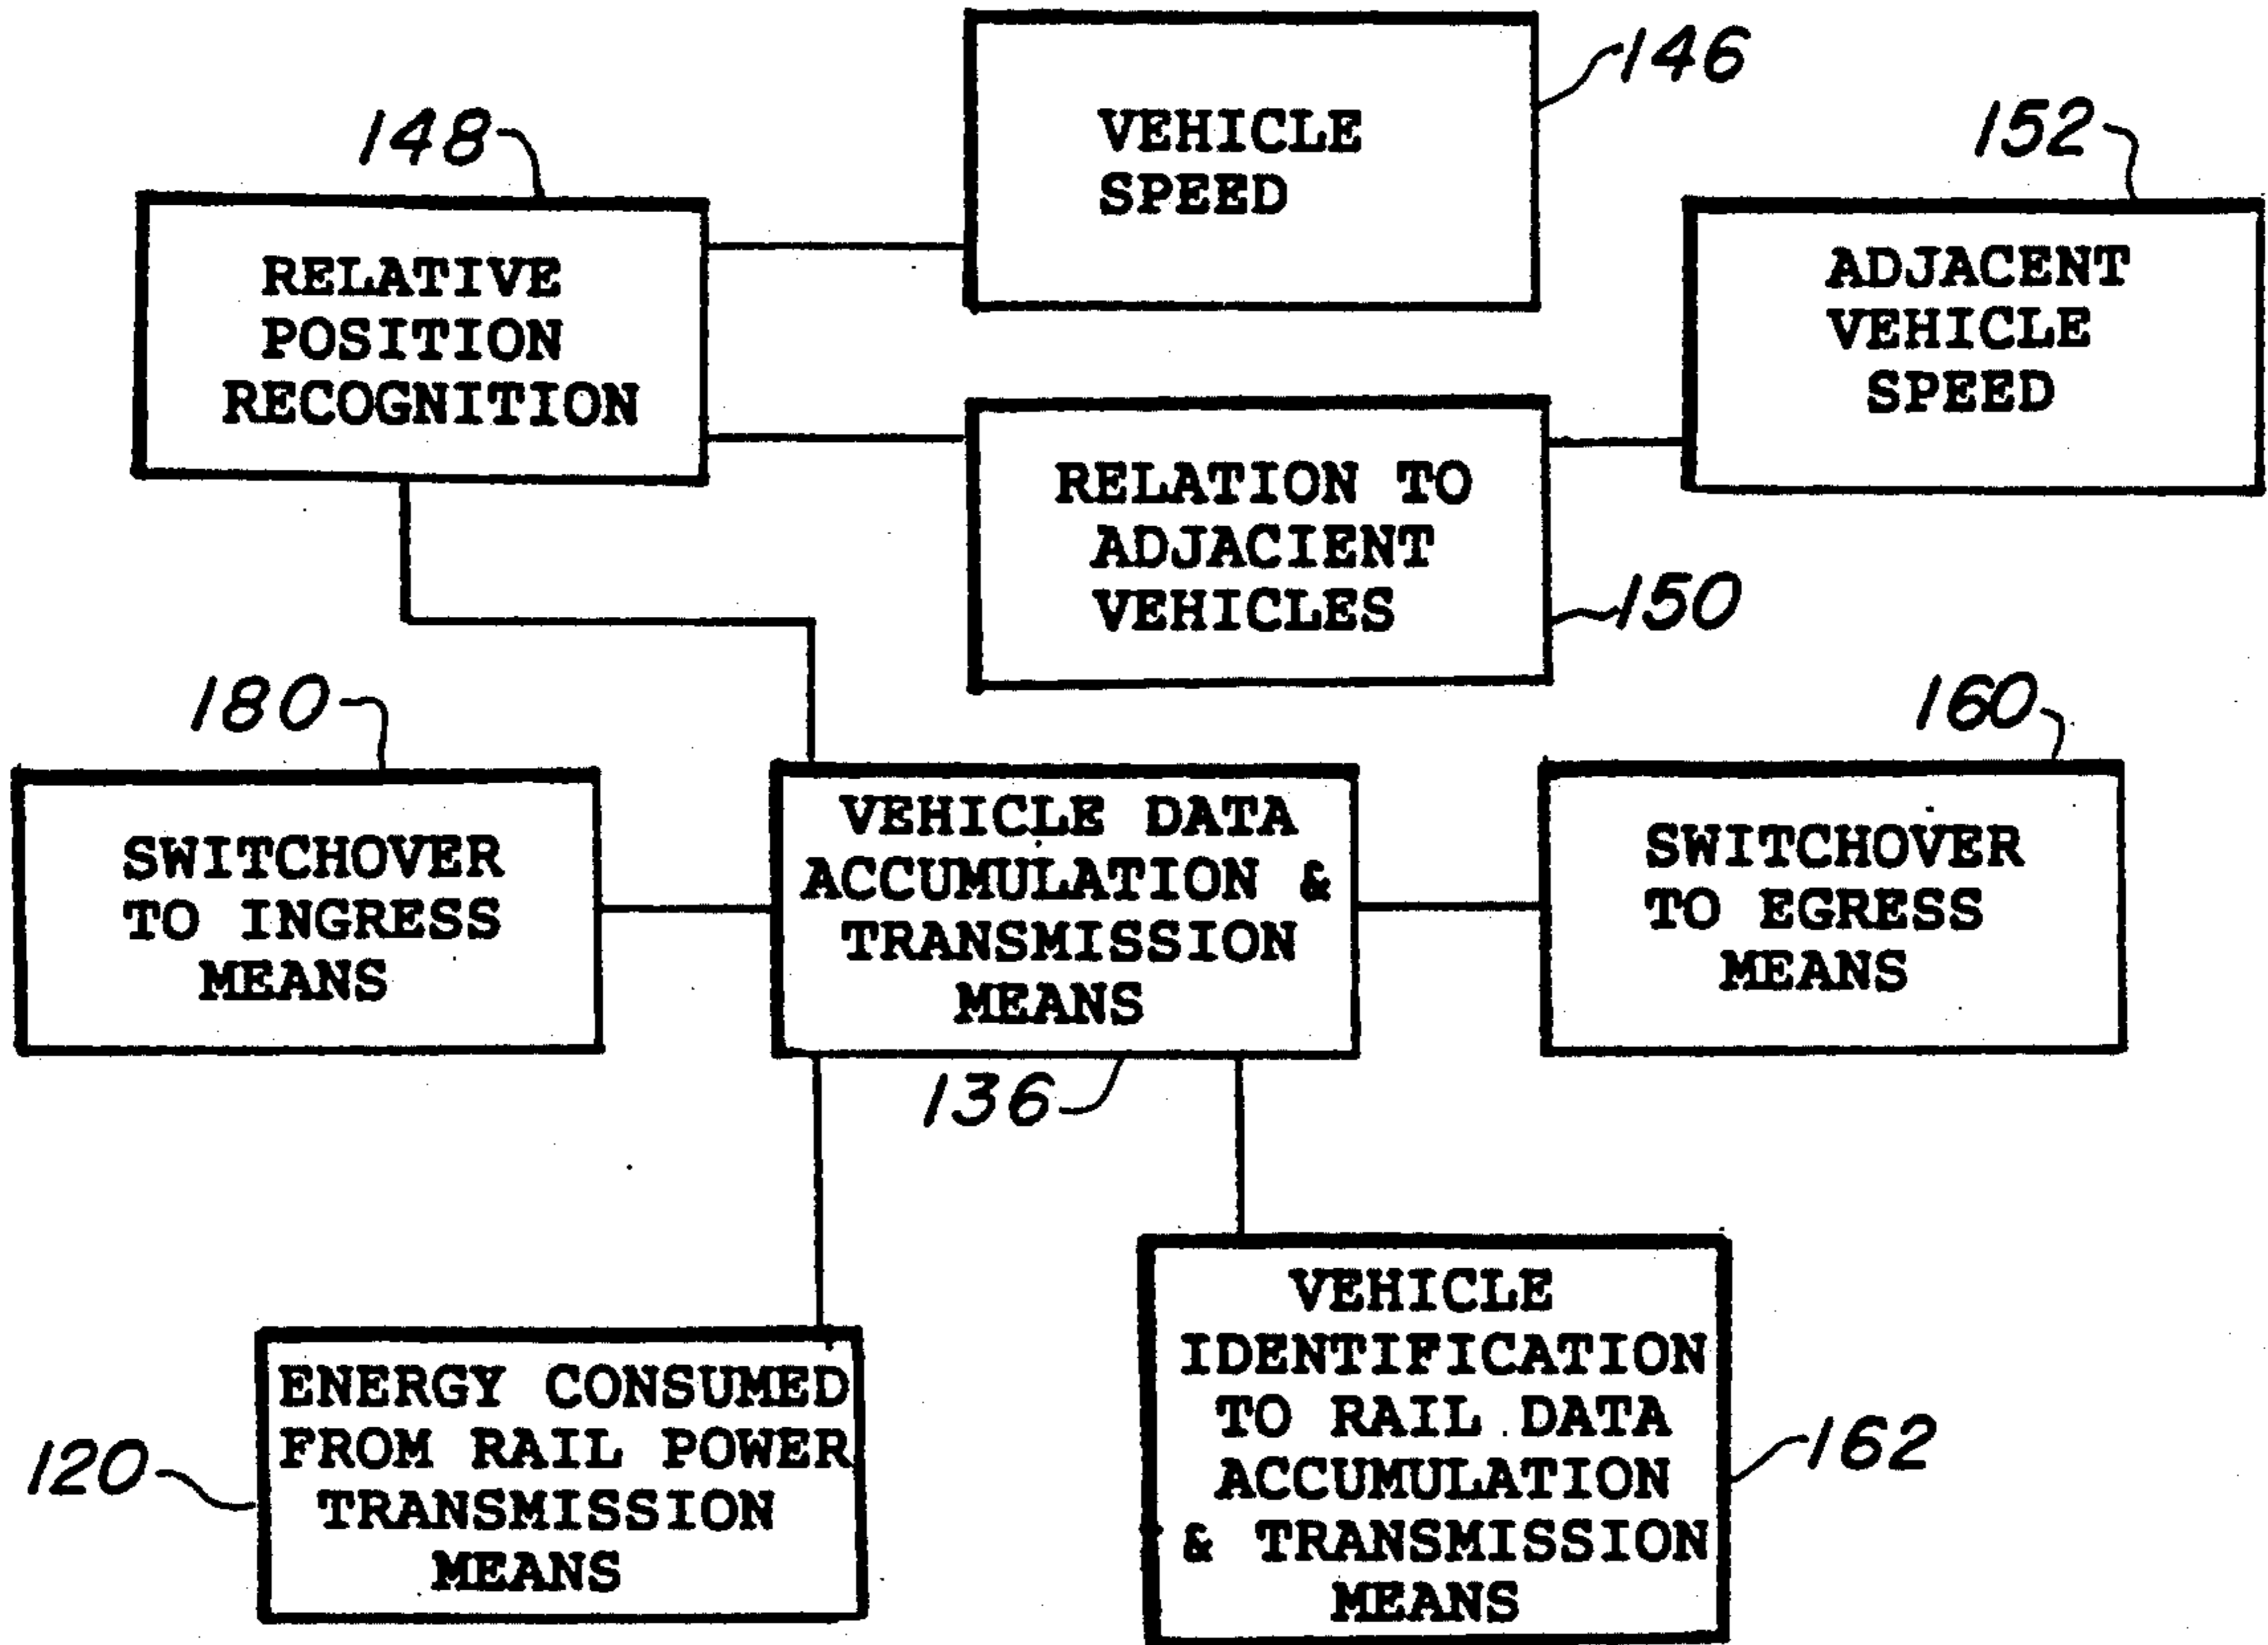 146
VEHICLE
SPEED
148
RELATIVE
POSITION
RECOGNITION
152
ADJACENT
VEHICLE
SPEED
RELATION TO
ADJACIENT
VEHICLES
150
180
SWITCHOVER
TO INGRESS
MEANS
VEHICLE DATA
ACCUMULATION &
TRANSMISSION
MEANS
136
160
SWITCHOVER
TO EGRESS
MEANS
120
ENERGY CONSUMED
FROM RAIL POWER
TRANSMISSION
MEANS
VEHICLE
IDENTIFICATION
TO RAIL DATA
ACCUMULATION
& TRANSMISSION
MEANS
162